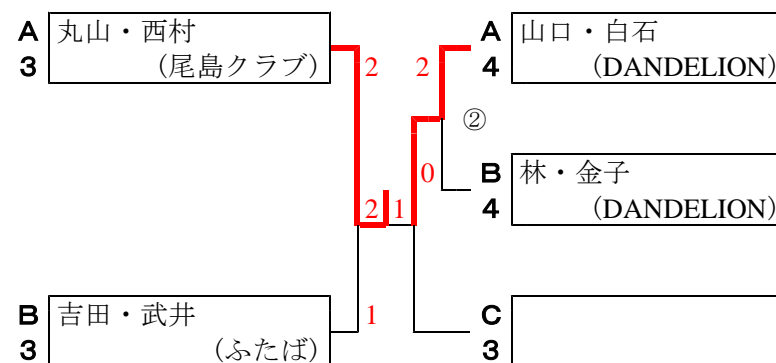 A 丸山・西村
3 (尾島クラブ)
2
2
A 山口・白石
4 (DANDELION)
②
0
B 林・金子
4 (DANDELION)
2
1
B 吉田・武井
3 (ふたば)
1
C
3